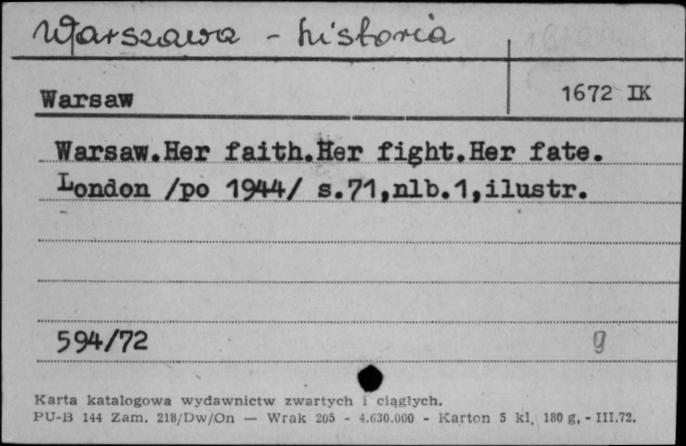 Warszawa - historia
Warsaw
1672 IK
Warsaw.Her faith.Her fight.Her fate.
London /po 1944/ s.71,nlb.1,ilustr.
594/72
g
Karta katalogowa wydawnictw zwartych i ciągłych.
PU-B 144 Zam. 218/Dw/On — Wrak 205 - 4.630.000 - Karton 5 kl. 180 g, - III.72.